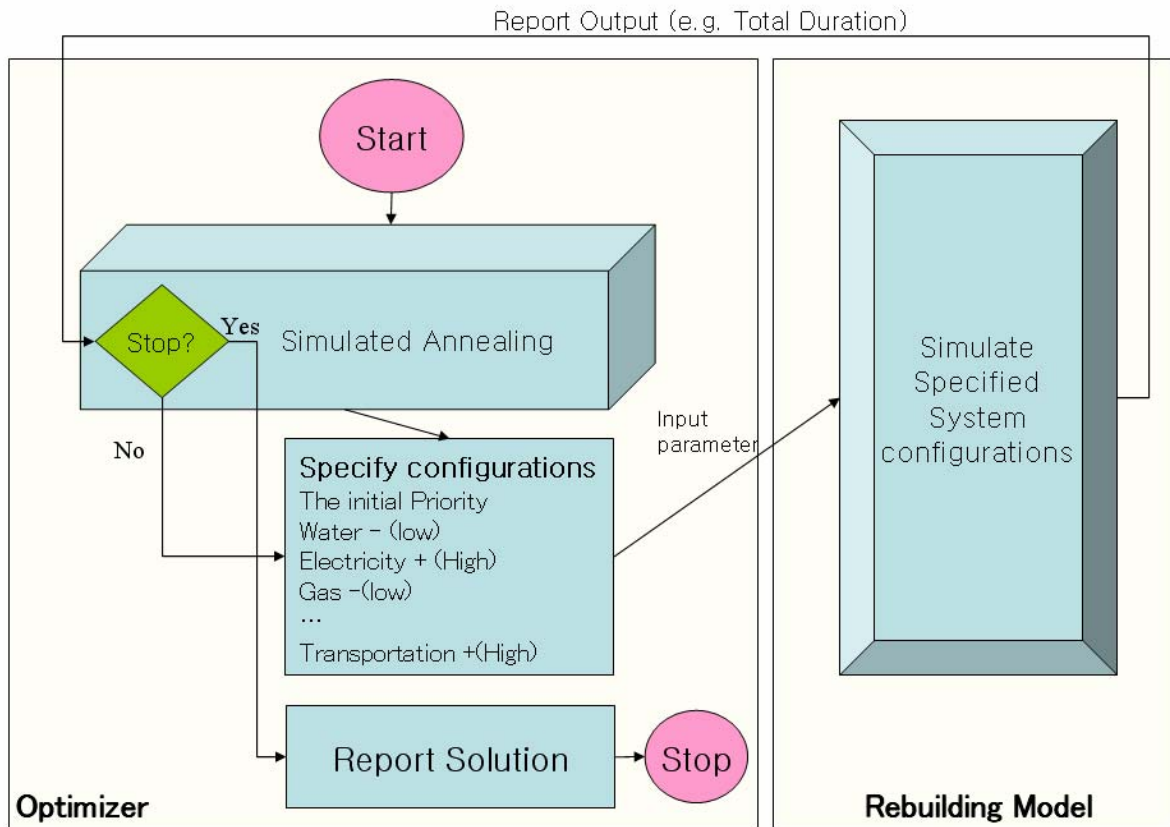 Report Output (e.g. Total Duration)
Start
Stop?
Yes
Simulated Annealing
No
Input
parameter
Specify configurations
The initial Priority
Water - (low)
Electricity + (High)
Gas -(low)
...
Transportation +(High)
Simulate
Specified
System
configurations
Report Solution
Stop
Optimizer
Rebuilding Model